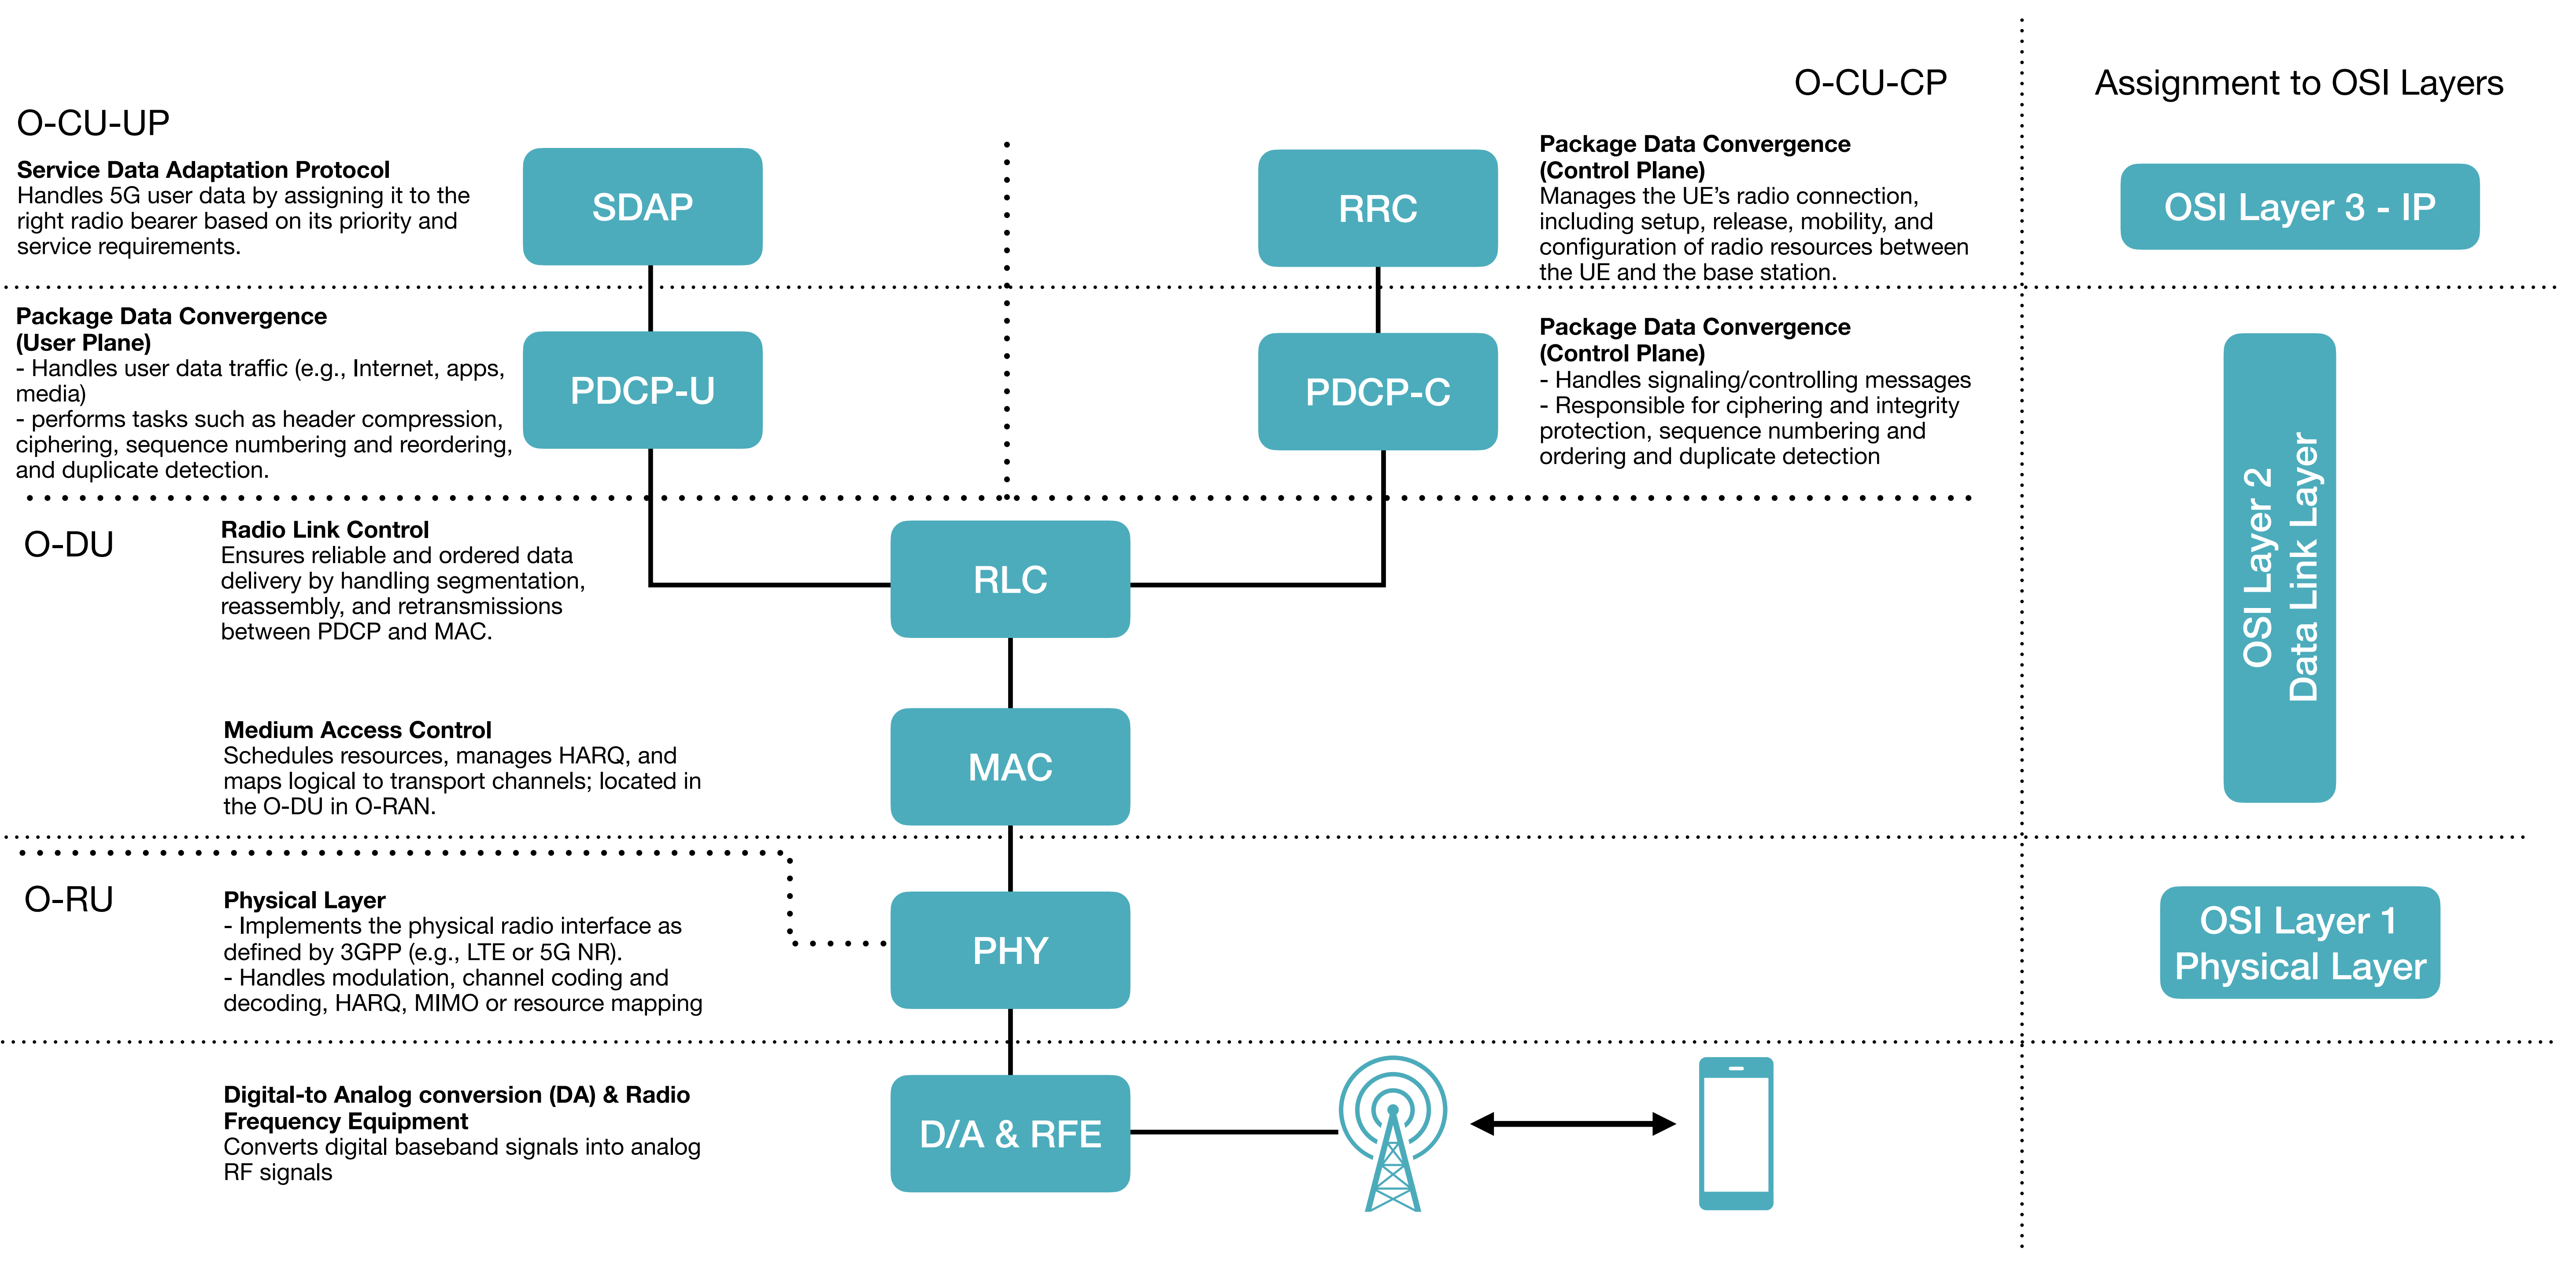 O-CU-UP
Service Data Adaptation Protocol
Handles 5G user data by assigning it to the
right radio bearer based on its priority and
service requirements.
SDAP
O-CU-CP
RRC
Package Data Convergence
(Control Plane)
Manages the UE’s radio connection,
including setup, release, mobility, and
configuration of radio resources between
the UE and the base station.
Assignment to OSI Layers
OSI Layer 3 - IP
Package Data Convergence
(User Plane)
- Handles user data traffic (e.g., Internet, apps,
media)
- performs tasks such as header compression,
ciphering, sequence numbering and reordering,
and duplicate detection.
PDCP-U
PDCP-C
Package Data Convergence
(Control Plane)
- Handles signaling/controlling messages
- Responsible for ciphering and integrity
protection, sequence numbering and
ordering and duplicate detection
OSI Layer 2
Data Link Layer
O-DU
Radio Link Control
Ensures reliable and ordered data
delivery by handling segmentation,
reassembly, and retransmissions
between PDCP and MAC.
RLC
Medium Access Control
Schedules resources, manages HARQ, and
maps logical to transport channels; located in
the O-DU in O-RAN.
MAC
O-RU
Physical Layer
- Implements the physical radio interface as
defined by 3GPP (e.g., LTE or 5G NR).
- Handles modulation, channel coding and
decoding, HARQ, MIMO or resource mapping
PHY
OSI Layer 1
Physical Layer
Digital-to Analog conversion (DA) & Radio
Frequency Equipment
Converts digital baseband signals into analog
RF signals
D/A & RFE